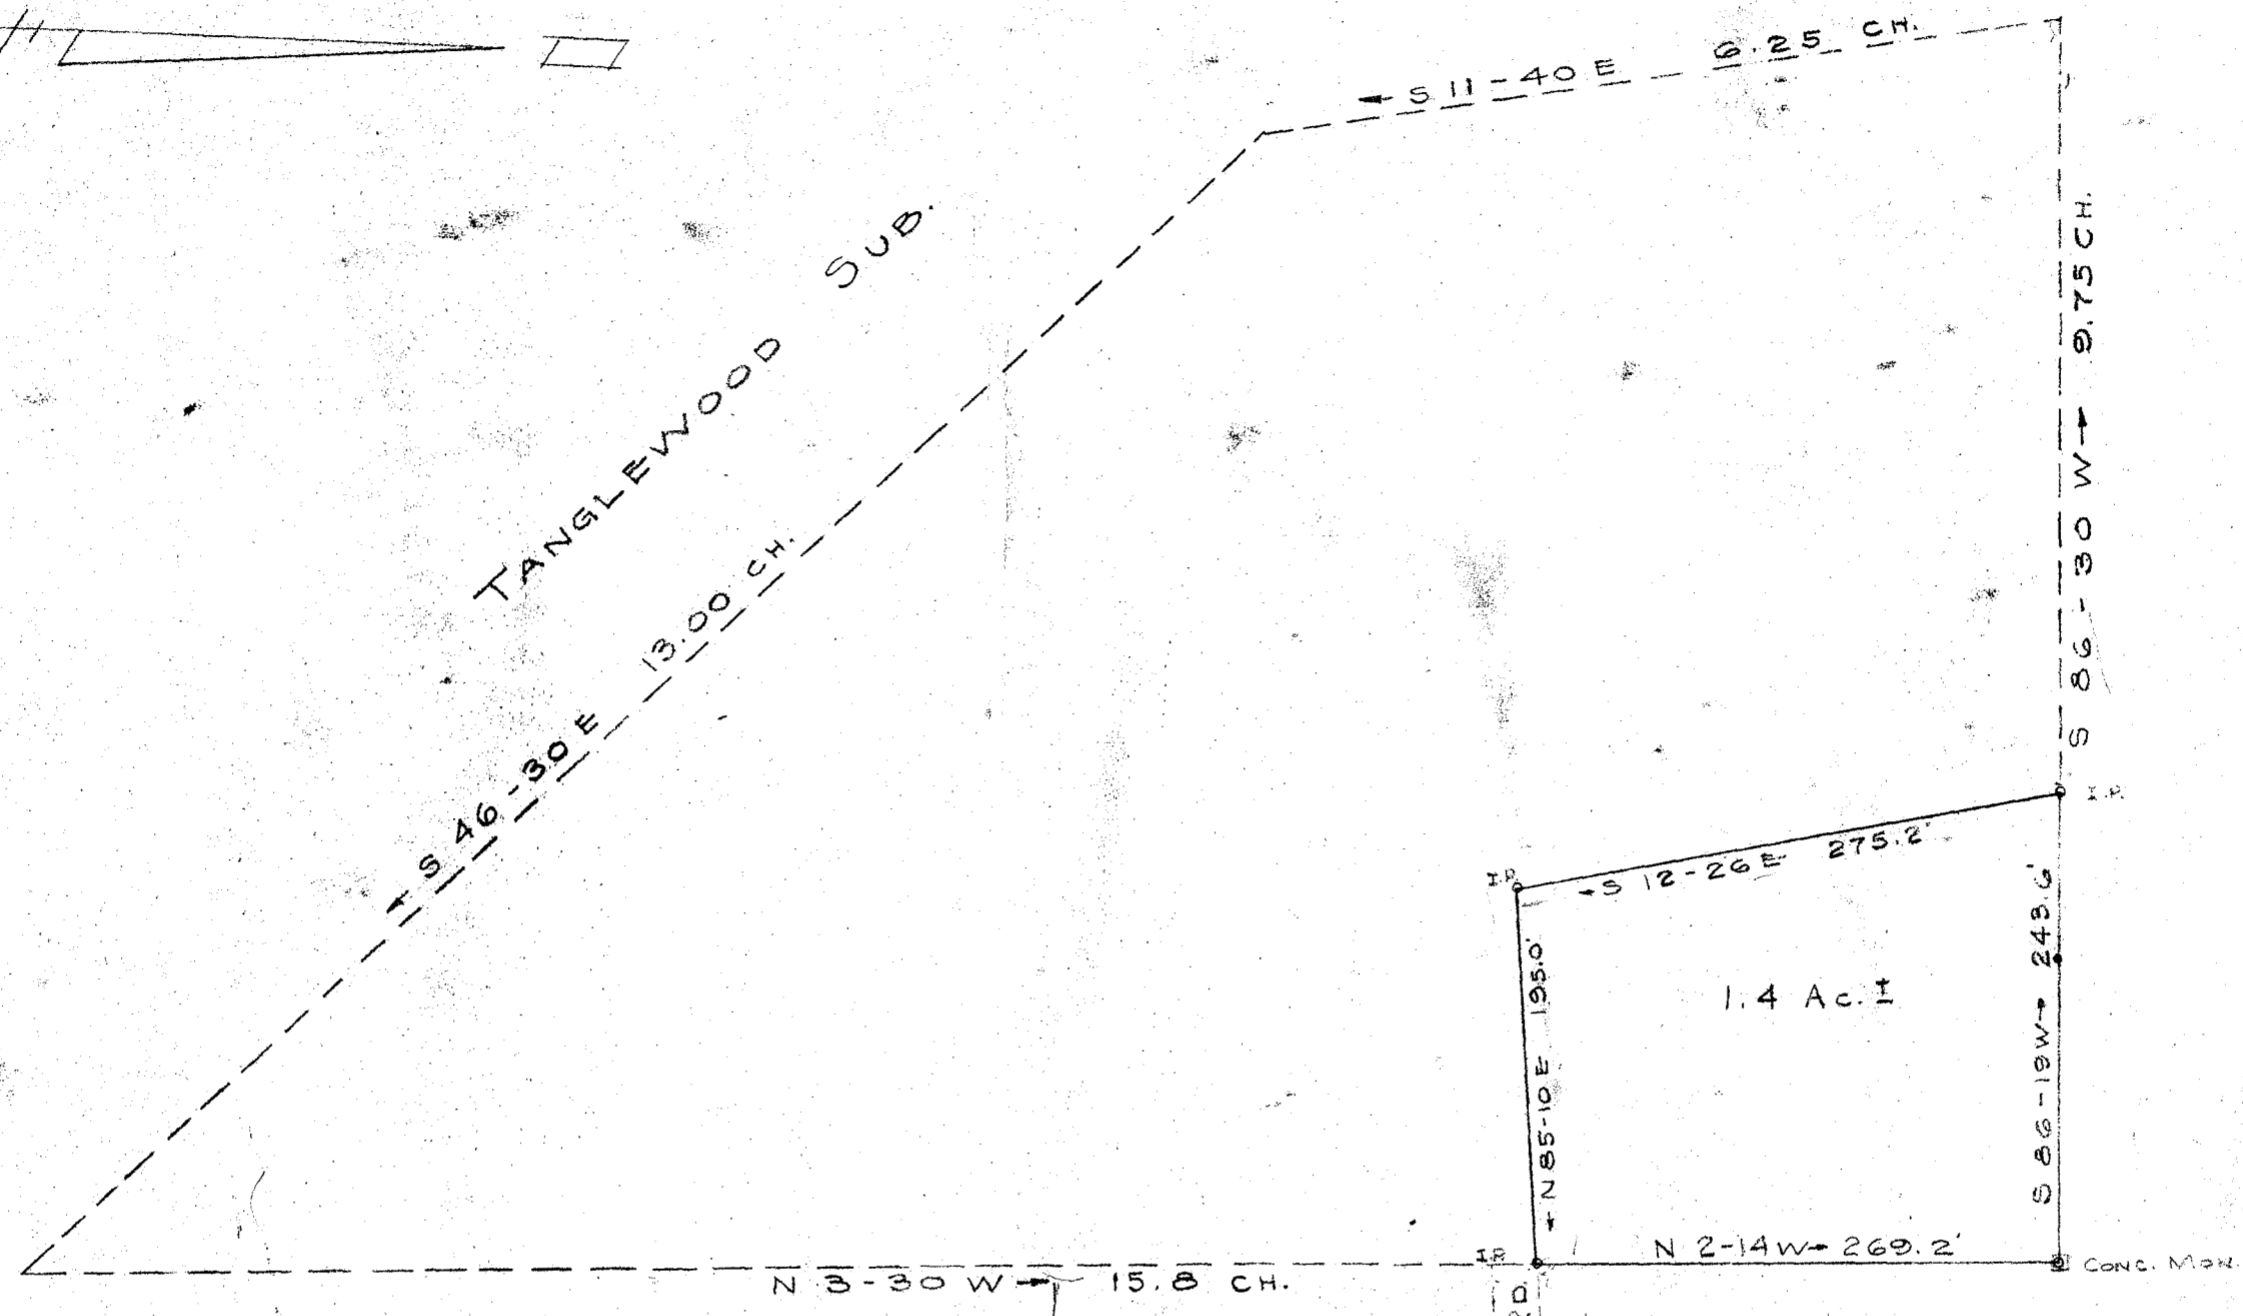 S 11-40 E 6.25 CH.
S 86-30 W 9.75 CH.
TANGLEWOOD SUB.
S 46-30 E 13.00 CH.
I.P.
S 12-26 E 275.2'
I.P.
N 85-10 E 195.0'
1.4 Ac. ±
S 86-19 W 243.6'
I.P.
N 2-14 W 269.2'
CONC. MON.
N 3-30 W 15.8 CH.